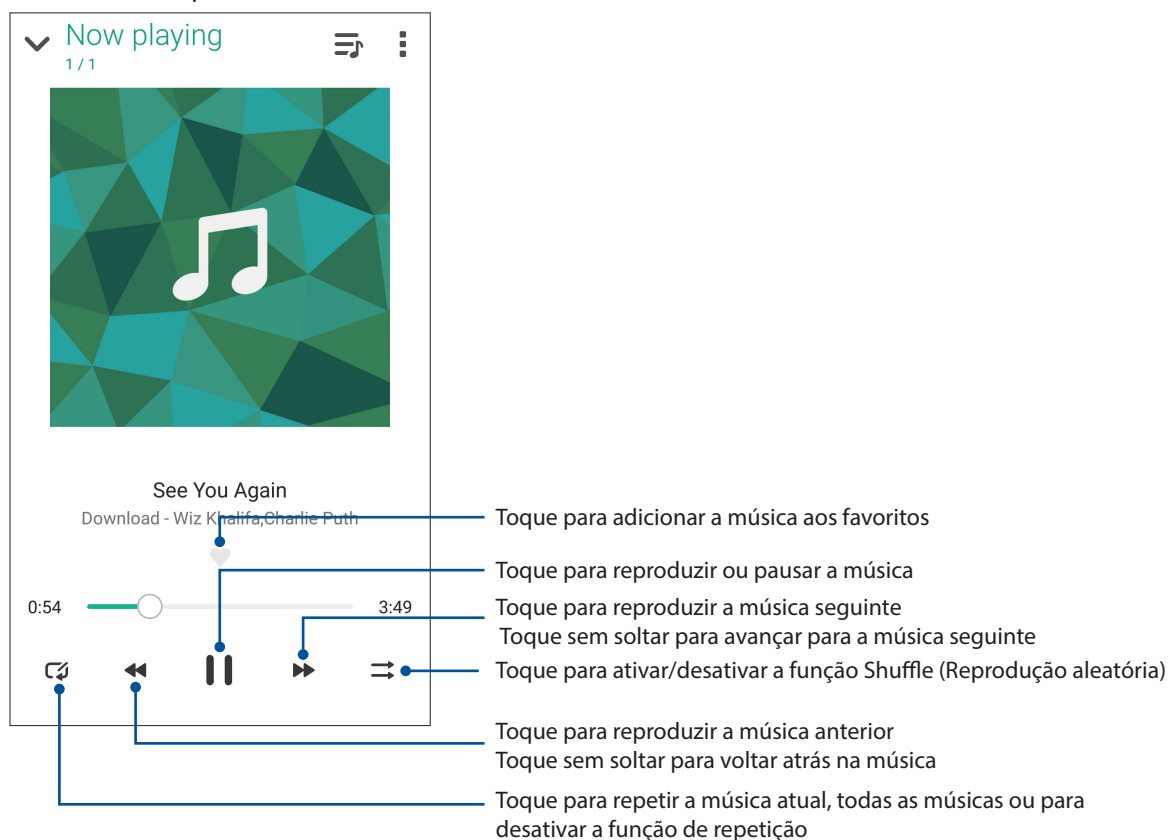 Now playing
1 / 1
See You Again
Download - Wiz Khalifa,Charlie Puth
Toque para adicionar a música aos favoritos
Toque para reproduzir ou pausar a música
0:54
3:49
Toque para reproduzir a música seguinte
Toque sem soltar para avançar para a música seguinte
Toque para ativar/desativar a função Shuffle (Reprodução aleatória)
Toque para reproduzir a música anterior
Toque sem soltar para voltar atrás na música
Toque para repetir a música atual, todas as músicas ou para
desativar a função de repetição